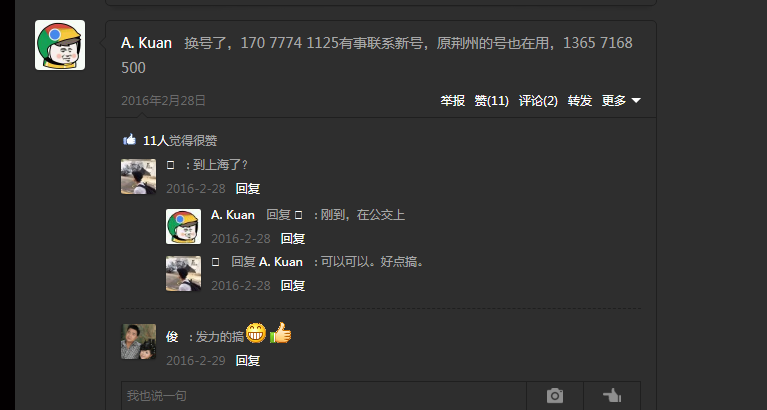 A. Kuan 换号了，170 7774 1125有事联系新号，原荆州的号也在用，1365 7168
500
2016年2月28日 举报 赞(11) 评论(2) 转发 更多
11人觉得很赞
：到上海了?
2016-2-28 回复
A. Kuan 回复 ：刚到，在公交上
2016-2-28 回复
回复 A. Kuan ：可以可以。好点搞。
2016-2-28 回复
俊 ：发力的搞
2016-2-29 回复
我也说一句